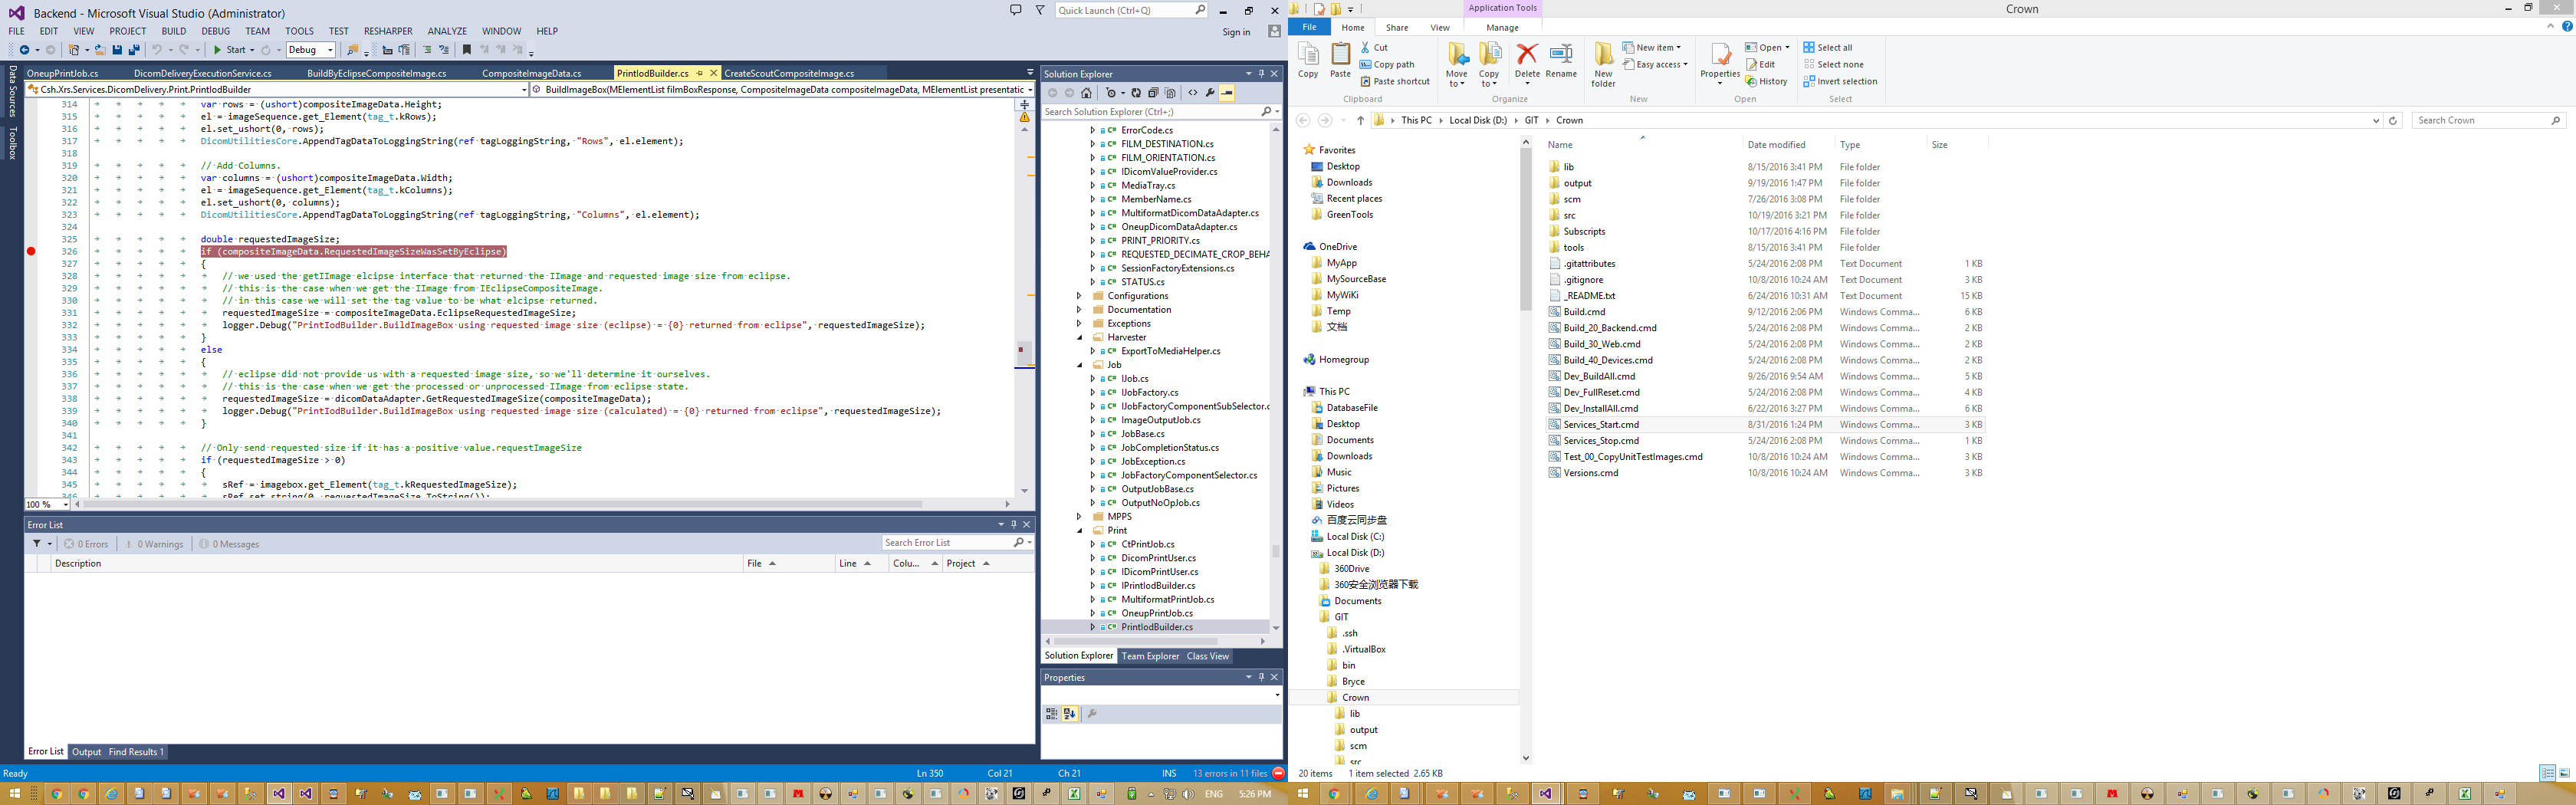 Backend - Microsoft Visual Studio (Administrator)
Quick Launch (Ctrl+Q)
FILE EDIT VIEW PROJECT BUILD DEBUG TEAM TOOLS TEST RESHARPER ANALYZE WINDOW HELP
Sign in
Start Debug
Data Sources
Toolbox
OneupPrintJob.cs DicomDeliveryExecutionService.cs BuildByEclipseCompositeImage.cs CompositeImageData.cs PrintIodBuilder.cs CreateScoutCompositeImage.cs
Csh.Xrs.Services.DicomDelivery.Print.PrintIodBuilder
BuildImageBox(MElementList filmBoxResponse, CompositeImageData compositeImageData, MElementList presentatic
314 var rows = (ushort)compositeImageData.Height;
315 el = imageSequence.get_Element(tag_t.kRows);
316 el.set_ushort(0, rows);
317 DicomUtilitiesCore.AppendTagDataToLoggingString(ref tagLoggingString, "Rows", el.element);
318
319 // Add Columns.
320 var columns = (ushort)compositeImageData.Width;
321 el = imageSequence.get_Element(tag_t.kColumns);
322 el.set_ushort(0, columns);
323 DicomUtilitiesCore.AppendTagDataToLoggingString(ref tagLoggingString, "Columns", el.element);
324
325 double requestedImageSize;
326 if (compositeImageData.RequestedImageSizeWasSetByEclipse)
327 {
328 // we used the getIImage elcipse interface that returned the IImage and requested image size from eclipse.
329 // this is the case when we get the IImage from IEclipseCompositeImage.
330 // in this case we will set the tag value to be what elcipse returned.
331 requestedImageSize = compositeImageData.EclipseRequestedImageSize;
332 logger.Debug("PrintIodBuilder.BuildImageBox using requested image size (eclipse) = {0} returned from eclipse", requestedImageSize);
333 }
334 else
335 {
336 // eclipse did not provide us with a requested image size, so we'll determine it ourselves.
337 // this is the case when we get the processed or unprocessed IImage from eclipse state.
338 requestedImageSize = dicomDataAdapter.GetRequestedImageSize(compositeImageData);
339 logger.Debug("PrintIodBuilder.BuildImageBox using requested image size (calculated) = {0} returned from eclipse", requestedImageSize);
340 }
341
342 // Only send requested size if it has a positive value.requestImageSize
343 if (requestedImageSize > 0)
344 {
345 sRef = imagebox.get_Element(tag_t.kRequestedImageSize);
346 sRef.set_string(0, requestedImageSize.ToString());
100 %
Error List
0 Errors 0 Warnings 0 Messages
Search Error List
Description File Line Colu... Project
Error List Output Find Results 1
Solution Explorer
Search Solution Explorer (Ctrl+;)
ErrorCode.cs
FILM_DESTINATION.cs
FILM_ORIENTATION.cs
IDicomValueProvider.cs
MediaTray.cs
MemberName.cs
MultiformatDicomDataAdapter.cs
OneupDicomDataAdapter.cs
PRINT_PRIORITY.cs
REQUESTED_DECIMATE_CROP_BEHA
SessionFactoryExtensions.cs
STATUS.cs
Configurations
Documentation
Exceptions
Harvester
ExportToMediaHelper.cs
Job
IJob.cs
IJobFactory.cs
IJobFactoryComponentSubSelector.c
ImageOutputJob.cs
JobBase.cs
JobCompletionStatus.cs
JobException.cs
JobFactoryComponentSelector.cs
OutputJobBase.cs
OutputNoOpJob.cs
MPPS
Print
CtPrintJob.cs
DicomPrintUser.cs
IDicomPrintUser.cs
IPrintIodBuilder.cs
MultiformatPrintJob.cs
OneupPrintJob.cs
PrintIodBuilder.cs
Solution Explorer Team Explorer Class View
Properties
Ready Ln 350 Col 21 Ch 21 INS 13 errors in 11 files
ENG 5:26 PM
Application Tools
Crown
File Home Share View Manage
Copy Paste
Cut
Copy path
Paste shortcut
Clipboard
Move to
Copy to
Delete Rename
Organize
New folder
New item
Easy access
New
Properties
Open
Edit
History
Open
Select all
Select none
Invert selection
Select
This PC Local Disk (D:) GIT Crown
Search Crown
Favorites
Desktop
Downloads
Recent places
GreenTools
OneDrive
MyApp
MySourceBase
MyWiKi
Temp
文档
Homegroup
This PC
DatabaseFile
Desktop
Documents
Downloads
Music
Pictures
Videos
百度云同步盘
Local Disk (C:)
Local Disk (D:)
360Drive
360安全浏览器下载
Documents
GIT
.ssh
.VirtualBox
bin
Bryce
Crown
lib
output
scm
src
Name Date modified Type Size
lib 8/15/2016 3:41 PM File folder
output 9/19/2016 1:47 PM File folder
scm 7/26/2016 3:08 PM File folder
src 10/19/2016 3:21 PM File folder
Subscripts 10/17/2016 4:16 PM File folder
tools 8/15/2016 3:41 PM File folder
.gitattributes 5/24/2016 2:08 PM Text Document 1 KB
.gitignore 10/8/2016 10:24 AM Text Document 3 KB
_README.txt 6/24/2016 10:31 AM Text Document 15 KB
Build.cmd 9/12/2016 2:06 PM Windows Comma... 6 KB
Build_20_Backend.cmd 5/24/2016 2:08 PM Windows Comma... 2 KB
Build_30_Web.cmd 5/24/2016 2:08 PM Windows Comma... 2 KB
Build_40_Devices.cmd 5/24/2016 2:08 PM Windows Comma... 2 KB
Dev_BuildAll.cmd 9/26/2016 9:54 AM Windows Comma... 5 KB
Dev_FullReset.cmd 5/24/2016 2:08 PM Windows Comma... 4 KB
Dev_InstallAll.cmd 6/22/2016 3:27 PM Windows Comma... 6 KB
Services_Start.cmd 8/31/2016 1:24 PM Windows Comma... 3 KB
Services_Stop.cmd 5/24/2016 2:08 PM Windows Comma... 1 KB
Test_00_CopyUnitTestImages.cmd 10/8/2016 10:24 AM Windows Comma... 3 KB
Versions.cmd 10/8/2016 10:24 AM Windows Comma... 3 KB
20 items 1 item selected 2.65 KB